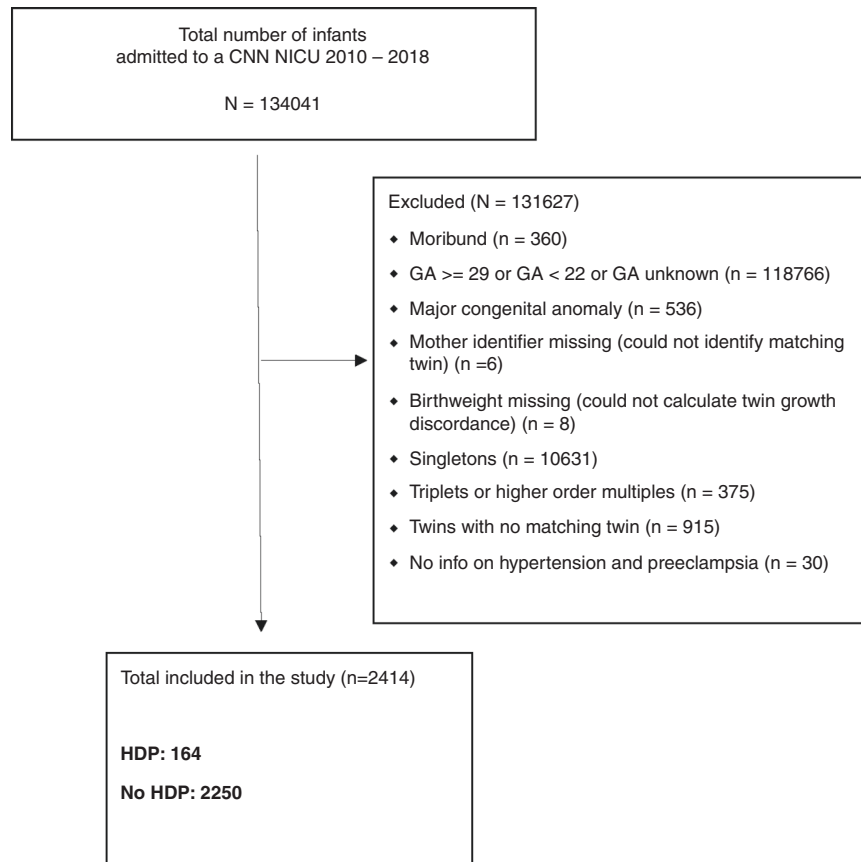 Total number of infants
admitted to a CNN NICU 2010 – 2018
N = 134041
Excluded (N = 131627)
◆ Moribund (n = 360)
◆ GA >= 29 or GA < 22 or GA unknown (n = 118766)
◆ Major congenital anomaly (n = 536)
◆ Mother identifier missing (could not identify matching
twin) (n =6)
◆ Birthweight missing (could not calculate twin growth
discordance) (n = 8)
◆ Singletons (n = 10631)
◆ Triplets or higher order multiples (n = 375)
◆ Twins with no matching twin (n = 915)
◆ No info on hypertension and preeclampsia (n = 30)
Total included in the study (n=2414)
HDP: 164
No HDP: 2250